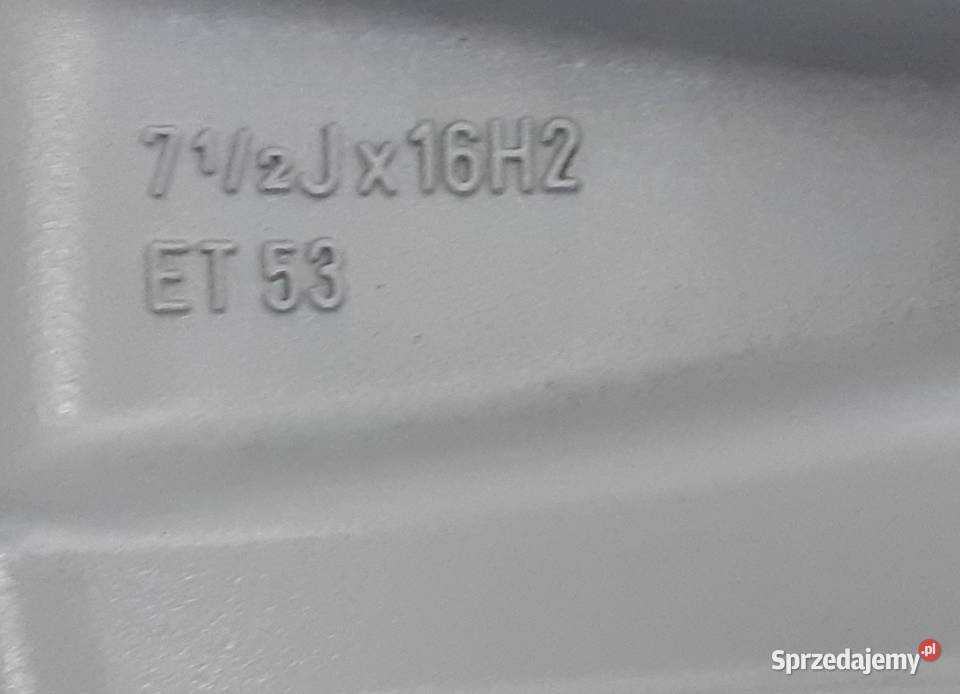 7 1/2J x 16H2
ET 53
Sprzedajemy.pl